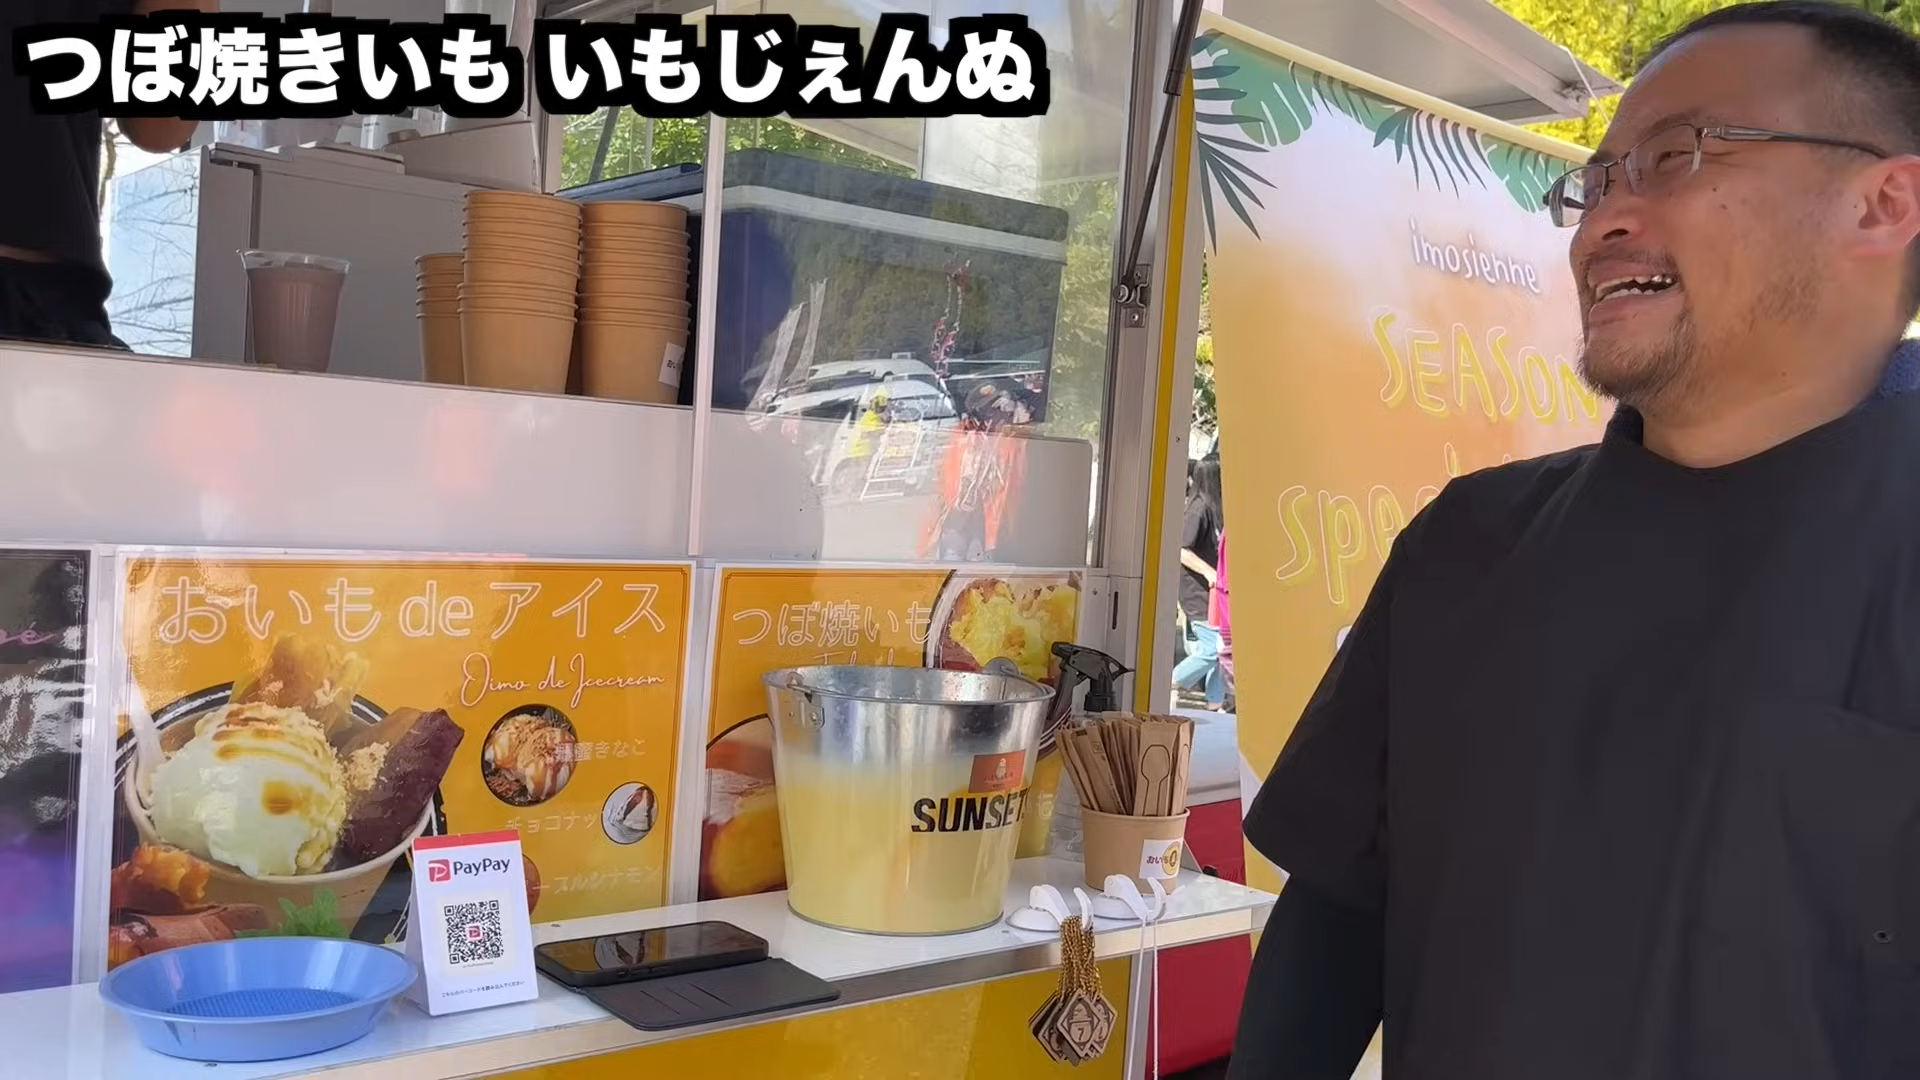 つぼ焼きいも いもじぇんぬ
imosienne
SEASON
おいもdeアイス
Oimo de Icecream
黒蜜きなこ
チョコナッ
ーズルシナモン
つぼ焼いも
PayPay
SUNSET
7